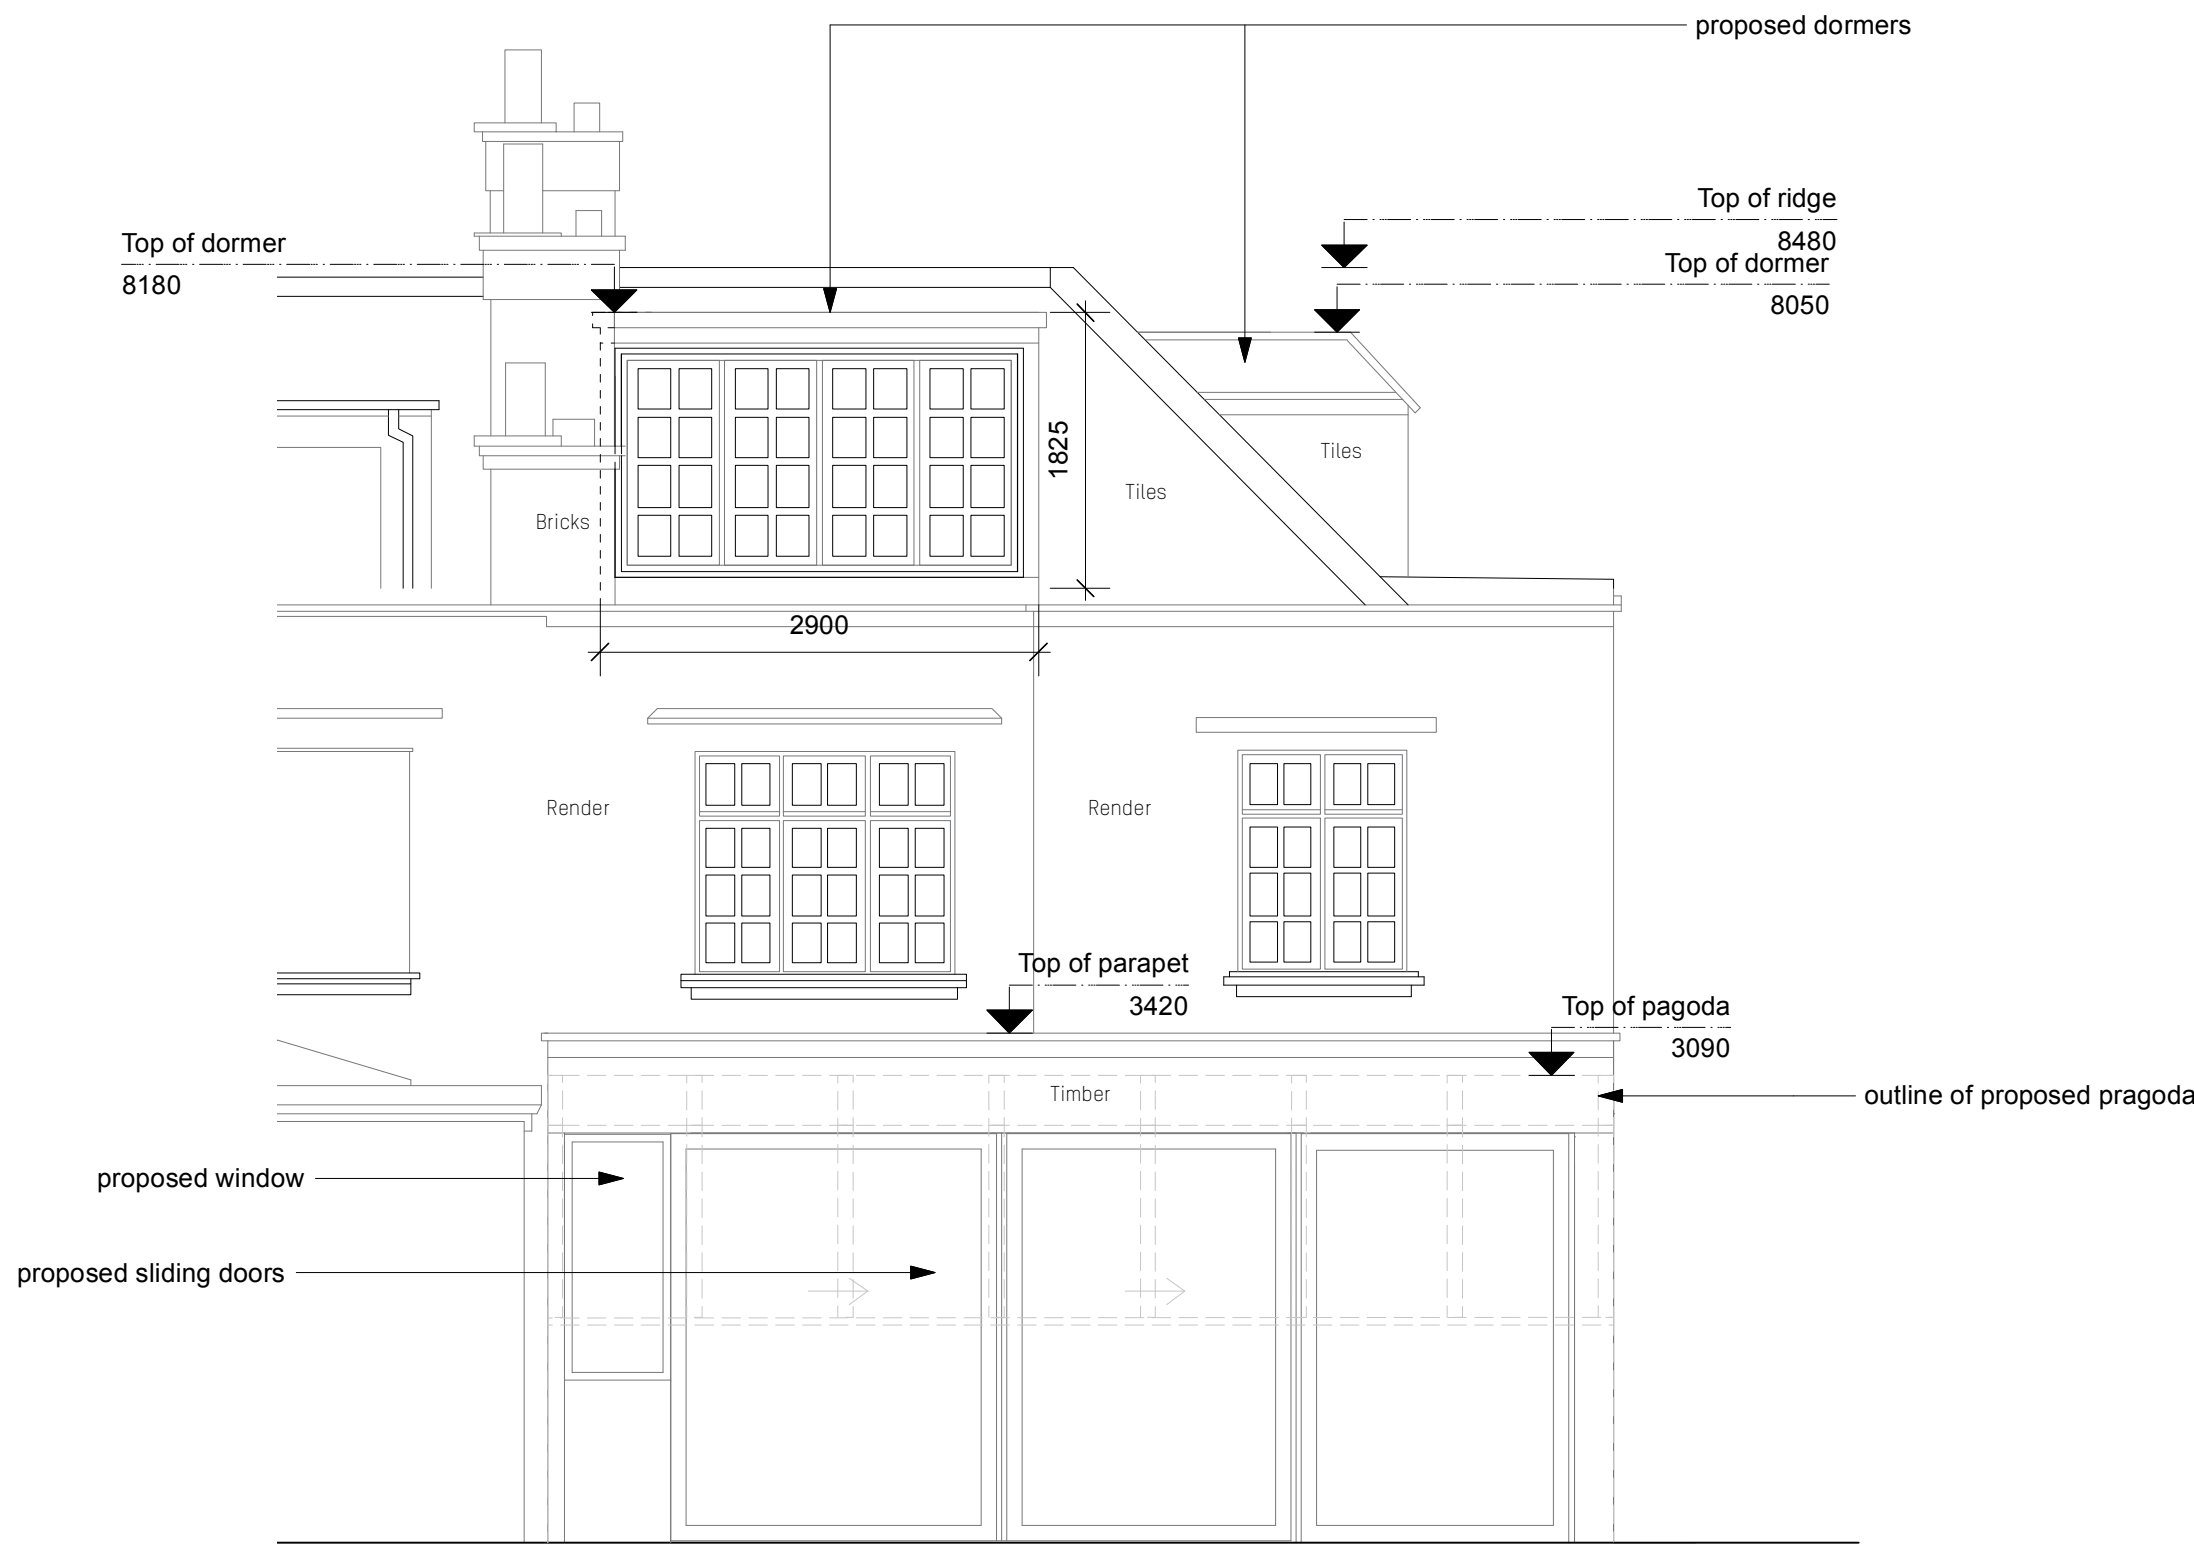 proposed dormers
Top of ridge
8480
Top of dormer
8180
Top of dormer
8050
1825
Tiles
Tiles
Bricks
2900
Render
Render
Top of parapet
3420
Top of pagoda
3090
Timber
outline of proposed pragoda
proposed window
proposed sliding doors